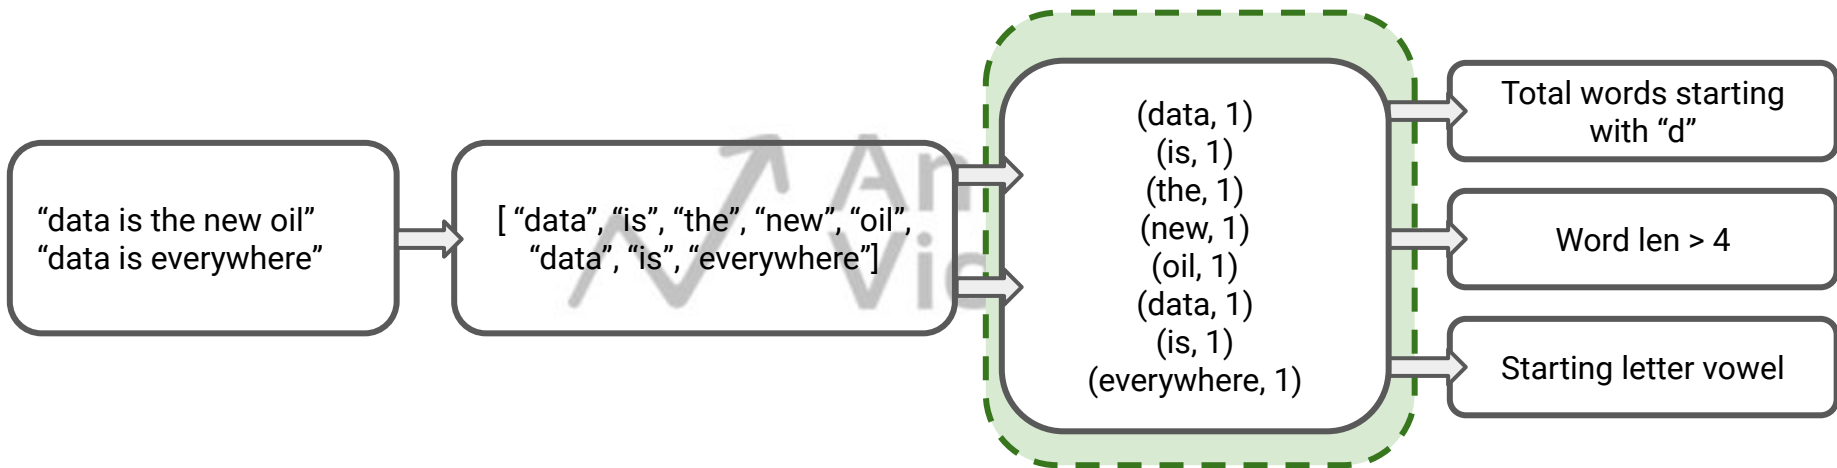 “data is the new oil”
“data is everywhere”
[ “data”, “is”, “the”, “new”, “oil”,
“data”, “is”, “everywhere”]
An
Vid
(data, 1)
(is, 1)
(the, 1)
(new, 1)
(oil, 1)
(data, 1)
(is, 1)
(everywhere, 1)
Total words starting
with “d”
Word len > 4
Starting letter vowel